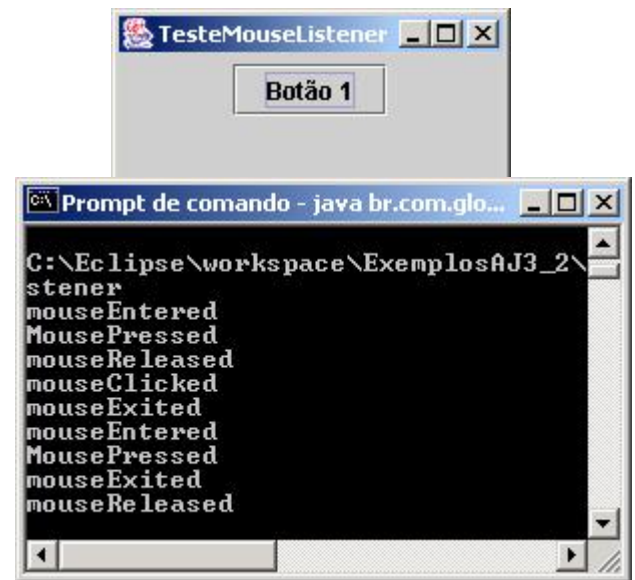 TesteMouseListener
Botão 1
Prompt de comando - java br.com.glo...
C:\Eclipse\workspace\ExemplosAJ3_2\
stener
mouseEntered
MousePressed
mouseReleased
mouseClicked
mouseExited
mouseEntered
MousePressed
mouseExited
mouseReleased